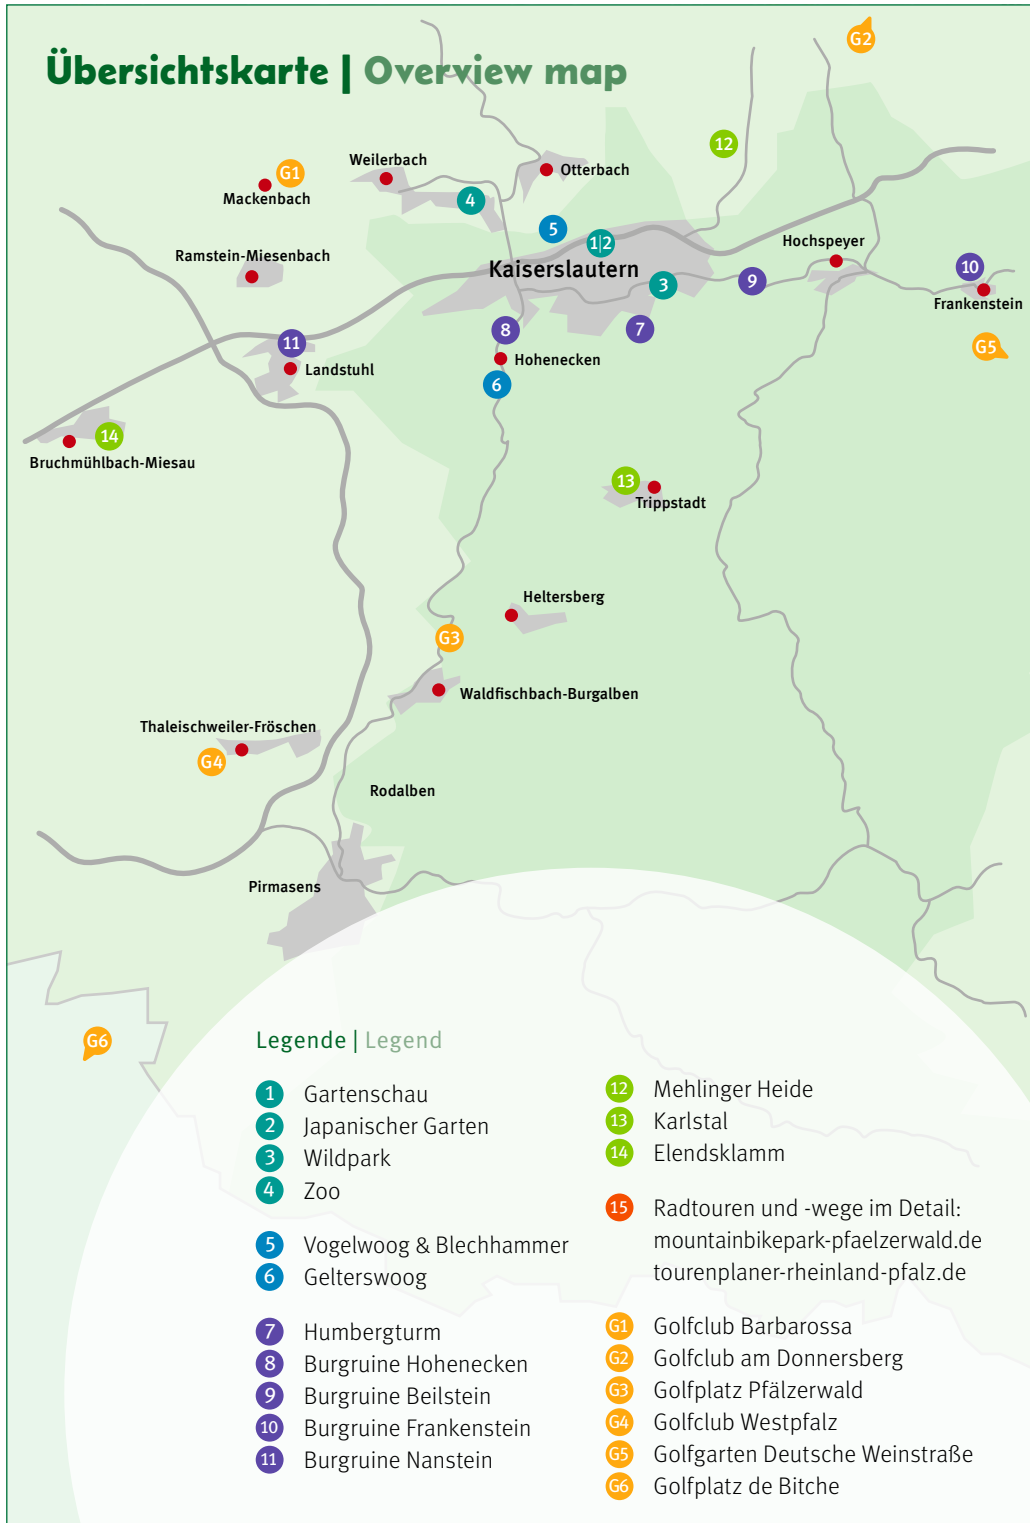 Übersichtskarte | Overview map
G2
12
Weilerbach
Otterbach
G1
Mackenbach
4
5
1|2
Hochspeyer
Ramstein-Miesenbach
Kaiserslautern
10
3
9
Frankenstein
11
8
7
G5
Landstuhl
Hohenecken
6
14
Bruchmühlbach-Miesau
13
Trippstadt
Heltersberg
G3
Waldfischbach-Burgalben
Thaleischweiler-Fröschen
G4
Rodalben
Pirmasens
G6
Legende | Legend
1 Gartenschau
2 Japanischer Garten
3 Wildpark
4 Zoo
5 Vogelwoog & Blechhammer
6 Gelterswoog
7 Humbergturm
8 Burgruine Hohenecken
9 Burgruine Beilstein
10 Burgruine Frankenstein
11 Burgruine Nanstein
12 Mehlinger Heide
13 Karlstal
14 Elendsklamm
15 Radtouren und -wege im Detail:
mountainbikepark-pfaelzerwald.de
tourenplaner-rheinland-pfalz.de
G1 Golfclub Barbarossa
G2 Golfclub am Donnersberg
G3 Golfplatz Pfälzerwald
G4 Golfclub Westpfalz
G5 Golfgarten Deutsche Weinstraße
G6 Golfplatz de Bitche